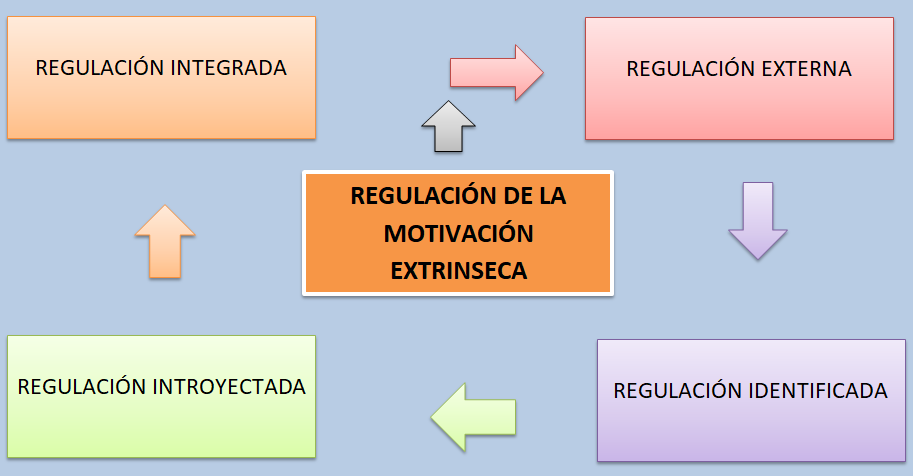 REGULACIÓN INTEGRADA
REGULACIÓN EXTERNA
REGULACIÓN DE LA
MOTIVACIÓN
EXTRINSECA
REGULACIÓN INTROYECTADA
REGULACIÓN IDENTIFICADA